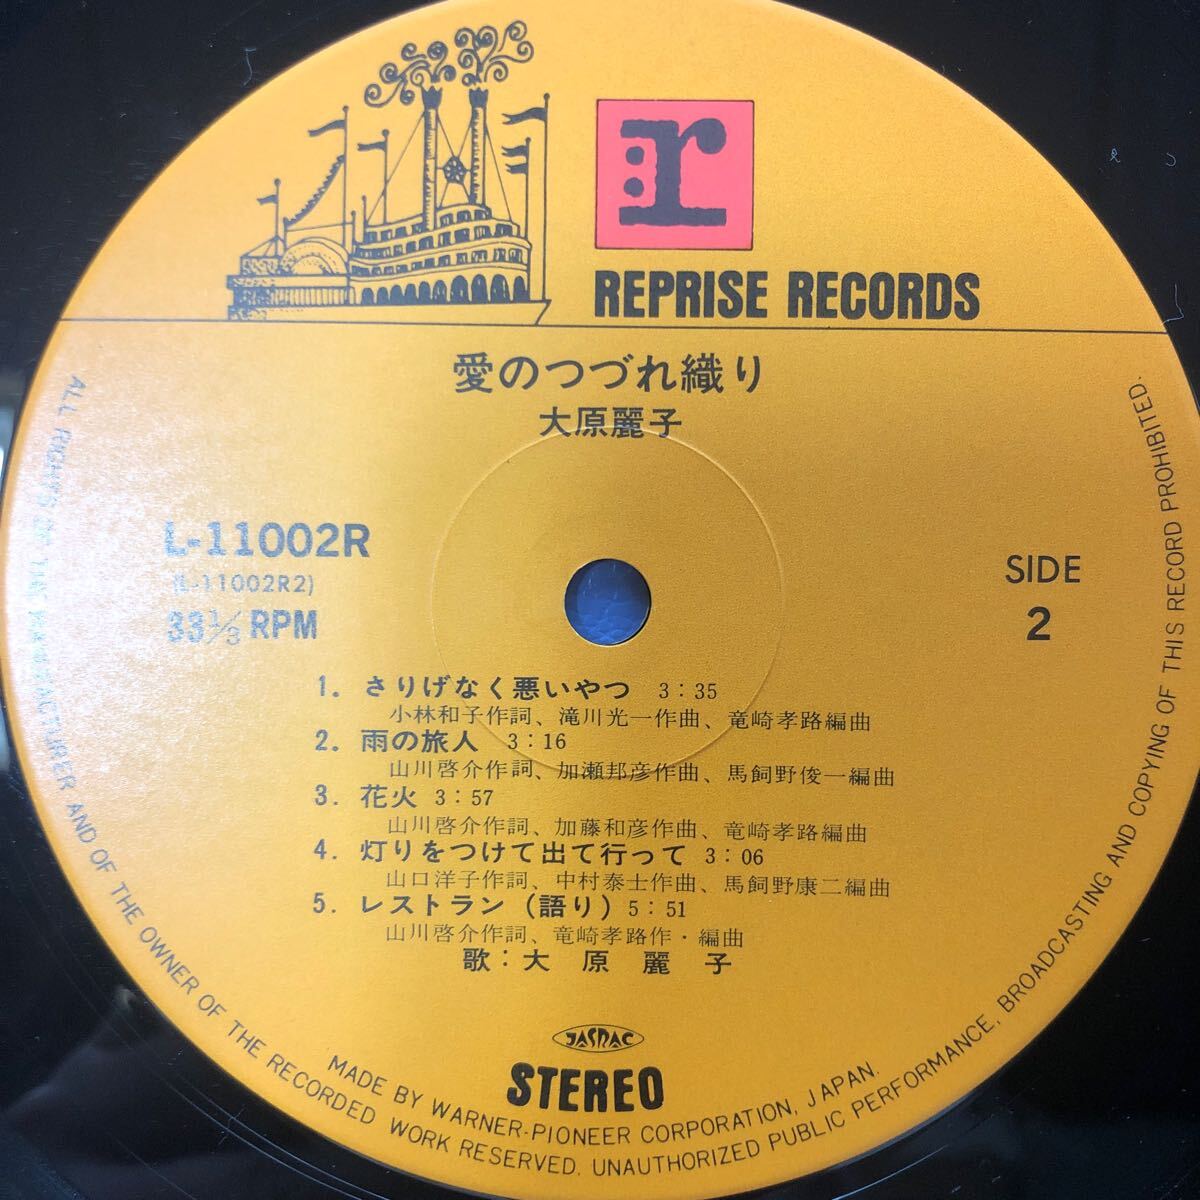 r
REPRISE RECORDS
愛のつづれ織り
大原麗子
L-11002R
(L-11002R2)
33 1/3 RPM
SIDE
2
1. さりげなく悪いやつ 3:35
小林和子作詞、滝川光一作曲、竜崎孝路編曲
2. 雨の旅人 3:16
山川啓介作詞、加瀬邦彦作曲、馬飼野俊一編曲
3. 花火 3:57
山川啓介作詞、加藤和彦作曲、竜崎孝路編曲
4. 灯りをつけて出て行って 3:06
山口洋子作詞、中村泰士作曲、馬飼野康二編曲
5. レストラン(語り) 5:51
山川啓介作詞、竜崎孝路作・編曲
歌:大原麗子
JASRAC
STEREO
MADE BY WARNER-PIONEER CORPORATION, JAPAN.
ALL RIGHTS OF THE MANUFACTURER AND OF THE OWNER OF THE RECORDED WORK RESERVED. UNAUTHORIZED PUBLIC PERFORMANCE, BROADCASTING AND COPYING OF THIS RECORD PROHIBITED.